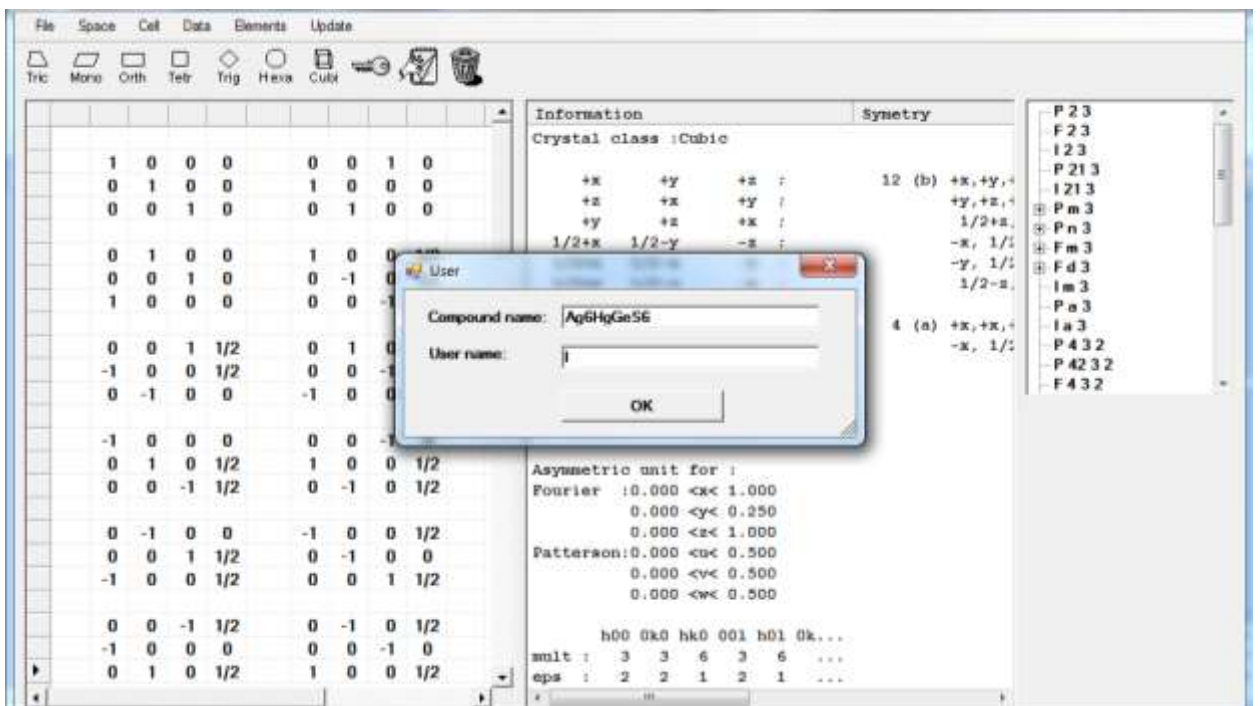 File Space Cell Data Elements Update
Tric Mono Orth Tetr Trig Hexa Cubi
Information Symetry
Crystal class :Cubic
1 0 0 0 0 0 1 0
0 1 0 0 1 0 0 0
0 0 1 0 0 1 0 0
0 1 0 0 1 0 0
0 0 1 0 0 -1 0
1 0 0 0 0 0 -1
0 0 1 1/2 0 1 0
-1 0 0 1/2 0 0 -1
0 -1 0 0 -1 0 0
-1 0 0 0 0 0 -1
0 1 0 1/2 1 0 0 1/2
0 0 -1 1/2 0 -1 0 1/2
0 -1 0 0 -1 0 0 1/2
0 0 1 1/2 0 -1 0 0
-1 0 0 1/2 0 0 1 1/2
0 0 -1 1/2 0 -1 0 1/2
-1 0 0 0 0 0 -1 0
0 1 0 1/2 1 0 0 1/2
+x +y +z ; 12 (b) +x,+y,+
+z +x +y ; +y,+z,+
+y +z +x ; 1/2+z,
1/2+x 1/2-y -z ; -x, 1/2
-y, 1/2
1/2-z,
4 (a) +x,+x,+
-x, 1/2
User
Compound name: Ag6HgGeS6
User name:
OK
Asymmetric unit for :
Fourier :0.000 <x< 1.000
0.000 <y< 0.250
0.000 <z< 1.000
Patterson:0.000 <u< 0.500
0.000 <v< 0.500
0.000 <w< 0.500
h00 0k0 hk0 00l h0l 0k...
mult : 3 3 6 3 6 ...
eps : 2 2 1 2 1 ...
P 2 3
F 2 3
I 2 3
P 21 3
I 21 3
P m 3
P n 3
F m 3
F d 3
I m 3
P a 3
I a 3
P 4 3 2
P 42 3 2
F 4 3 2